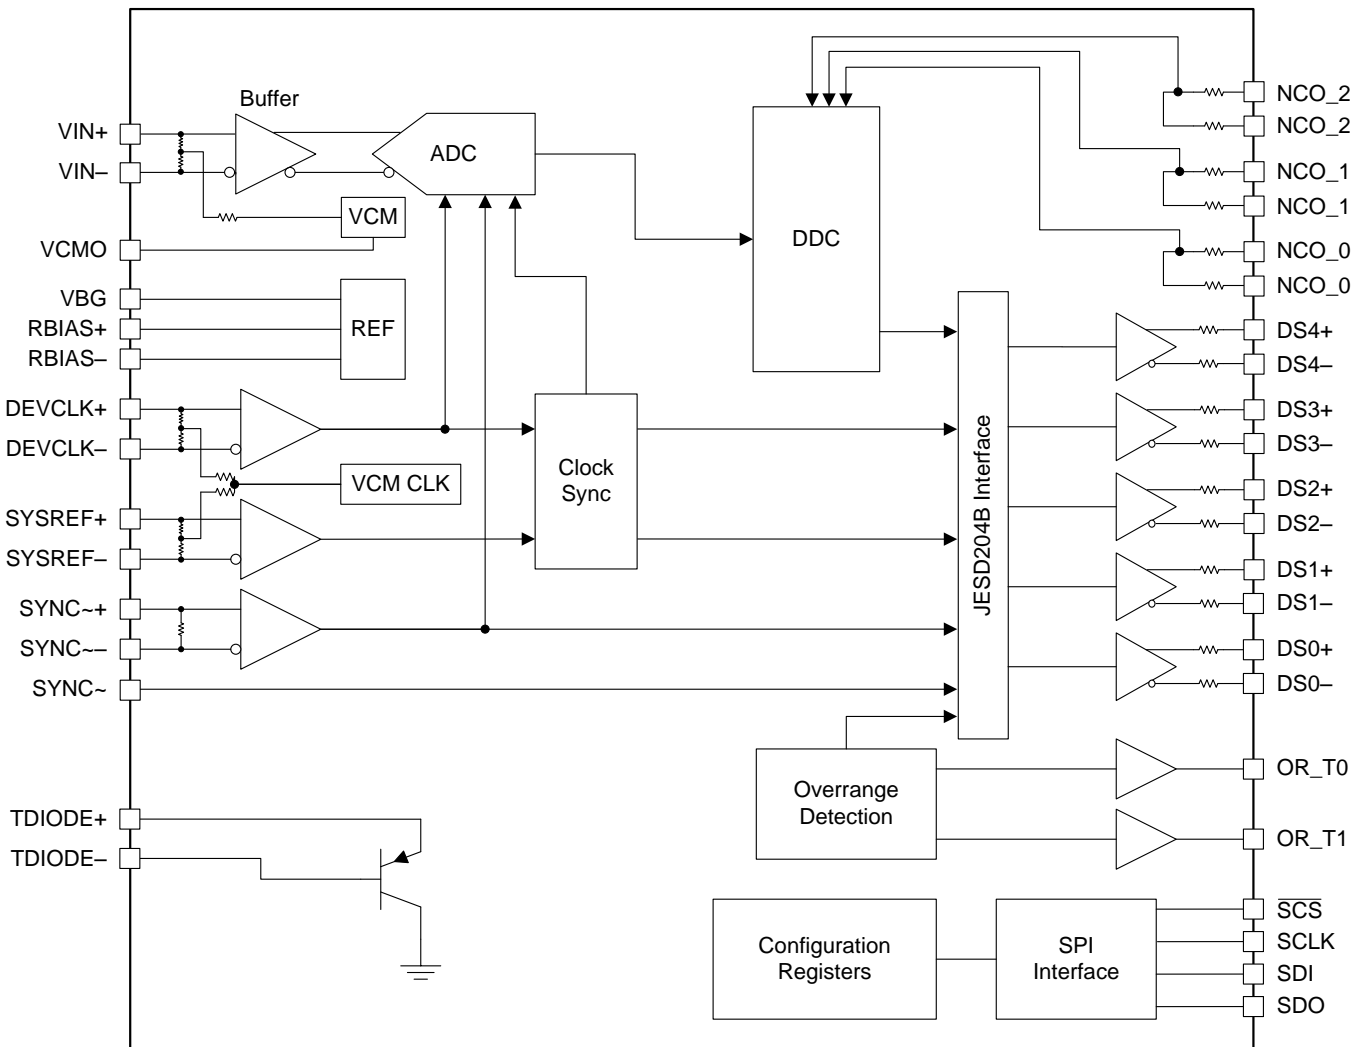 Buffer
VIN+
VIN–
ADC
VCM
VCMO
VBG
RBIAS+
RBIAS–
REF
DEVCLK+
DEVCLK–
VCM CLK
SYSREF+
SYSREF–
SYNC~+
SYNC~–
SYNC~
Clock
Sync
DDC
JESD204B Interface
NCO_2
NCO_2
NCO_1
NCO_1
NCO_0
NCO_0
DS4+
DS4–
DS3+
DS3–
DS2+
DS2–
DS1+
DS1–
DS0+
DS0–
Overrange
Detection
OR_T0
OR_T1
TDIODE+
TDIODE–
Configuration
Registers
SPI
Interface
S̅C̅S̅
SCLK
SDI
SDO